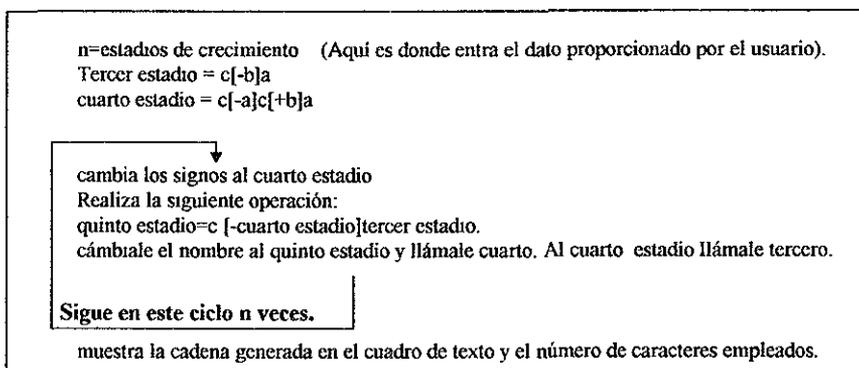 n=estadios de crecimiento (Aquí es donde entra el dato proporcionado por el usuario).
Tercer estadio = c[-b]a
cuarto estadio = c[-a]c[+b]a
cambia los signos al cuarto estadio
Realiza la siguiente operación:
quinto estadio=c [-cuarto estadio]tercer estadio.
cámbiale el nombre al quinto estadio y llámale cuarto. Al cuarto estadio llámale tercero.
Sigue en este ciclo n veces.
muestra la cadena generada en el cuadro de texto y el número de caracteres empleados.